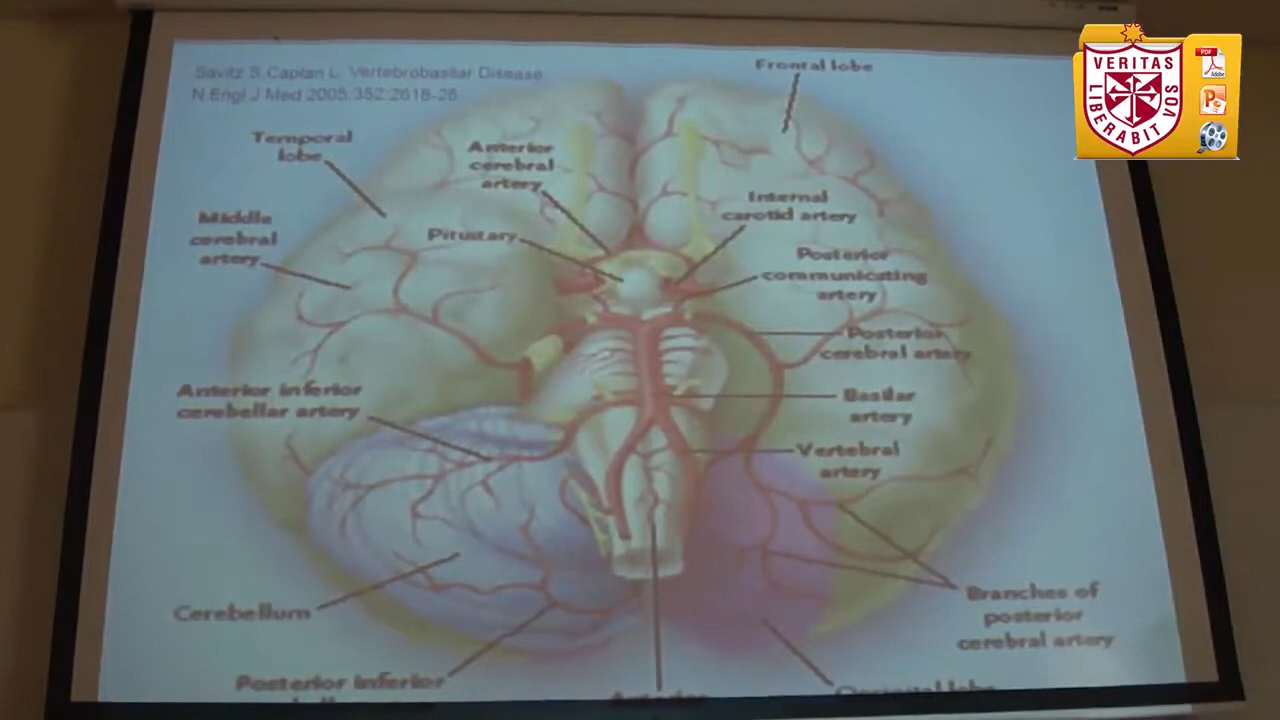 Savitz S.Caplan L. Vertebrobasilar Disease
N.Engl J Med 2005.352.2618-26
Frontal lobe
Temporal
lobe
Anterior
cerebral
artery
Internal
carotid artery
Middle
cerebral
artery
Pituitary
Posterior
communicating
artery
Posterior
cerebral artery
Anterior inferior
cerebellar artery
Basilar
artery
Vertebral
artery
Cerebellum
Branches of
posterior
cerebral artery
Posterior inferior
VERITAS
LIBERABIT VOS
PDF
Adobe
P